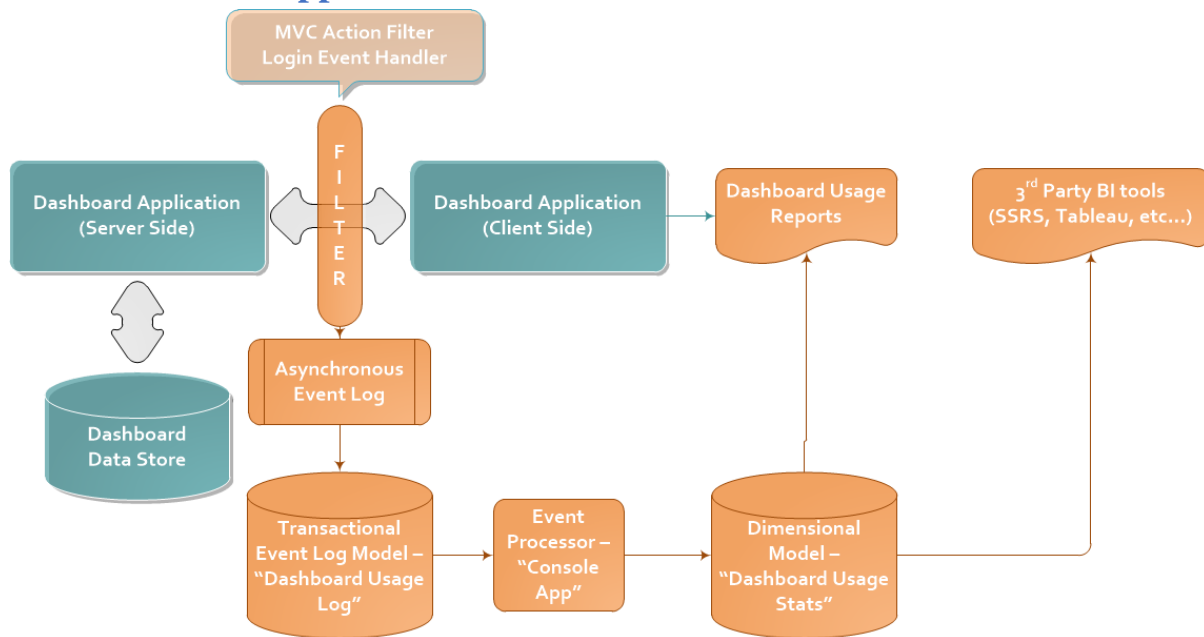 MVC Action Filter
Login Event Handler
F
I
L
T
E
R
Dashboard Application
(Server Side)
Dashboard Application
(Client Side)
Dashboard Usage
Reports
3rd Party BI tools
(SSRS, Tableau, etc...)
Asynchronous
Event Log
Dashboard
Data Store
Transactional
Event Log Model –
“Dashboard Usage
Log”
Event
Processor –
“Console
App”
Dimensional
Model –
“Dashboard Usage
Stats”